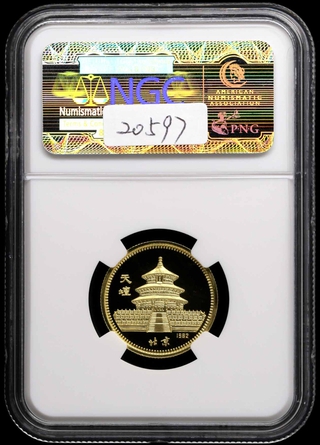 NGC
Numismatic
AMERICAN
NUMISMATIC
ASSOCIATION
PNG
20597
天
壇
1982
北京